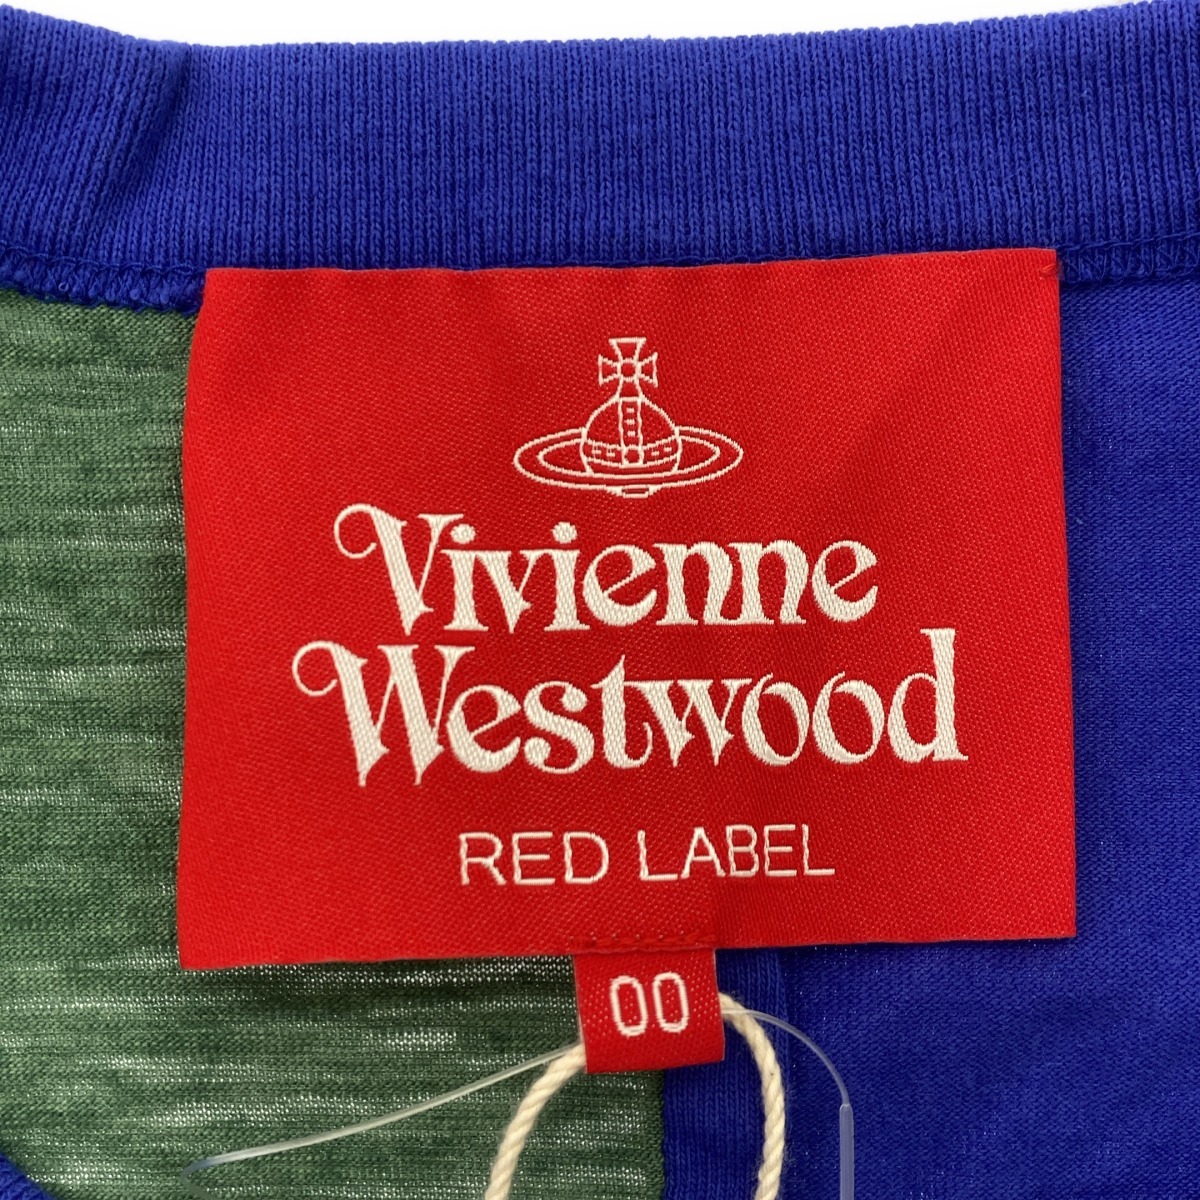 Vivienne
Westwood
RED LABEL
00